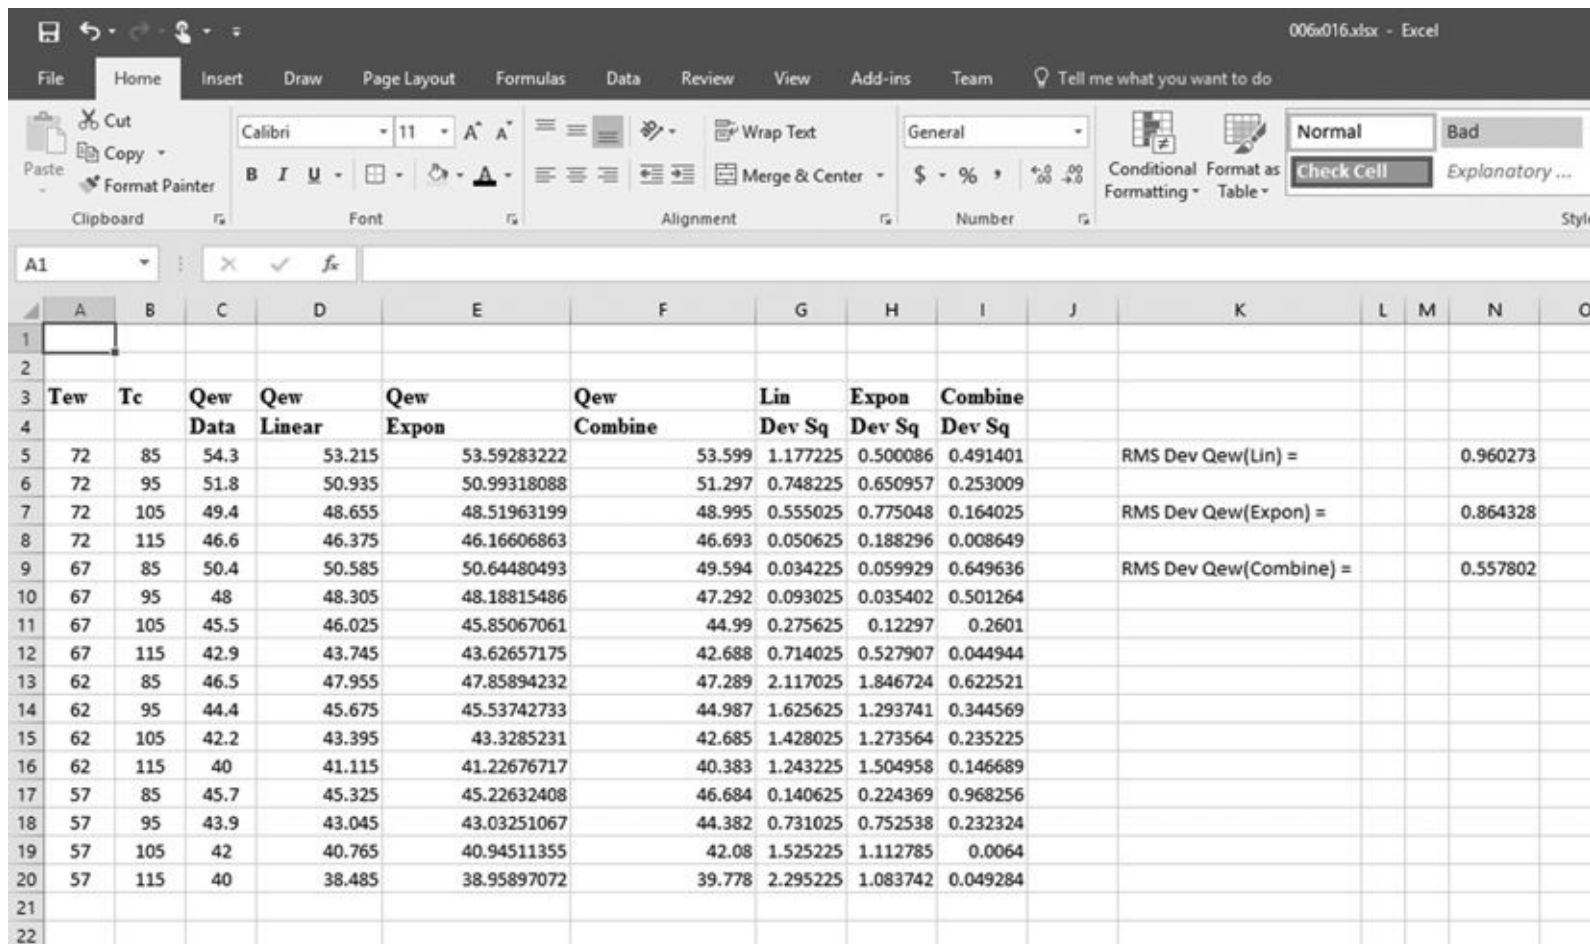 006x016.xlsx - Excel
File Home Insert Draw Page Layout Formulas Data Review View Add-ins Team Tell me what you want to do
Cut
Copy
Paste
Format Painter
Calibri 11 A A
B I U A
Wrap Text
Merge & Center
General
$ % ,
Conditional Formatting
Format as Table
Normal Bad
Check Cell Explanatory ...
Clipboard Font Alignment Number
A1 fx
A B C D E F G H I J K L M N O
1
2
3 Tew Tc Qew Qew Qew Qew Lin Expon Combine
4 Data Linear Expon Combine Dev Sq Dev Sq Dev Sq
5 72 85 54.3 53.215 53.59283222 53.599 1.177225 0.500086 0.491401 RMS Dev Qew(Lin) = 0.960273
6 72 95 51.8 50.935 50.99318088 51.297 0.748225 0.650957 0.253009
7 72 105 49.4 48.655 48.51963199 48.995 0.555025 0.775048 0.164025 RMS Dev Qew(Expon) = 0.864328
8 72 115 46.6 46.375 46.16606863 46.693 0.050625 0.188296 0.008649
9 67 85 50.4 50.585 50.64480493 49.594 0.034225 0.059929 0.649636 RMS Dev Qew(Combine) = 0.557802
10 67 95 48 48.305 48.18815486 47.292 0.093025 0.035402 0.501264
11 67 105 45.5 46.025 45.85067061 44.99 0.275625 0.12297 0.2601
12 67 115 42.9 43.745 43.62657175 42.688 0.714025 0.527907 0.044944
13 62 85 46.5 47.955 47.85894232 47.289 2.117025 1.846724 0.622521
14 62 95 44.4 45.675 45.53742733 44.987 1.625625 1.293741 0.344569
15 62 105 42.2 43.395 43.3285231 42.685 1.428025 1.273564 0.235225
16 62 115 40 41.115 41.22676717 40.383 1.243225 1.504958 0.146689
17 57 85 45.7 45.325 45.22632408 46.684 0.140625 0.224369 0.968256
18 57 95 43.9 43.045 43.03251067 44.382 0.731025 0.752538 0.232324
19 57 105 42 40.765 40.94511355 42.08 1.525225 1.112785 0.0064
20 57 115 40 38.485 38.95897072 39.778 2.295225 1.083742 0.049284
21
22